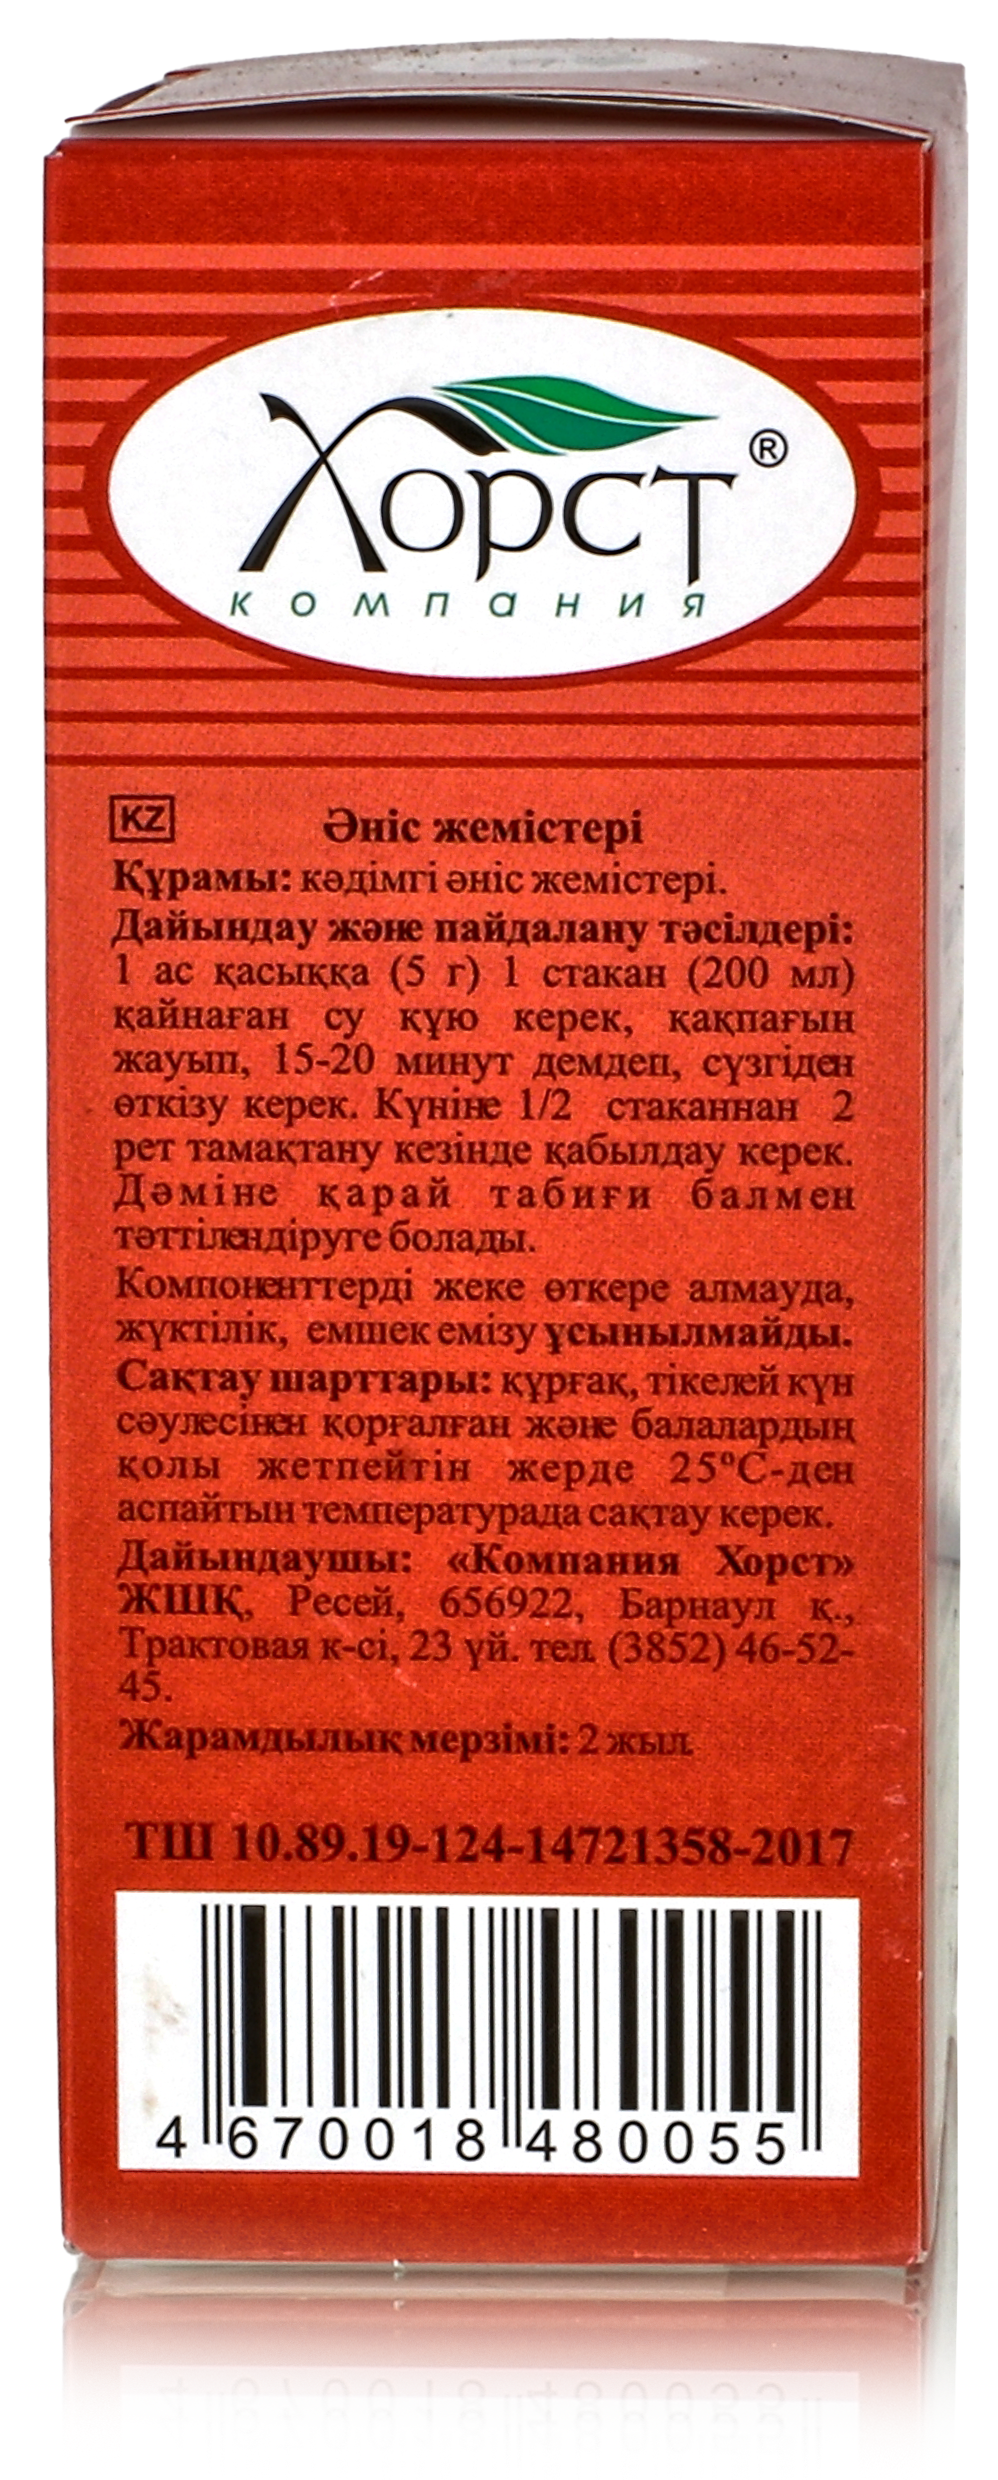 Хорст®
компания
KZ Әніс жемістері
Құрамы: кәдімгі әніс жемістері.
Дайындау және пайдалану тәсілдері:
1 ас қасыққа (5 г) 1 стакан (200 мл)
қайнаған су құю керек, қақпағын
жауып, 15-20 минут демдеп, сүзгіден
өткізу керек. Күніне 1/2 стаканнан 2
рет тамақтану кезінде қабылдау керек.
Дәміне қарай табиғи балмен
тәттілендіруге болады.
Компоненттерді жеке өткере алмауда,
жүктілік, емшек емізу ұсынылмайды.
Сақтау шарттары: құрғақ, тікелей күн
сәулесінен қорғалған және балалардың
қолы жетпейтін жерде 25°С-ден
аспайтын температурада сақтау керек.
Дайындаушы: «Компания Хорст»
ЖШҚ, Ресей, 656922, Барнаул қ.,
Трактовая к-сі, 23 үй. тел. (3852) 46-52-
45.
Жарамдылық мерзімі: 2 жыл.
ТШ 10.89.19-124-14721358-2017
4 670018 480055